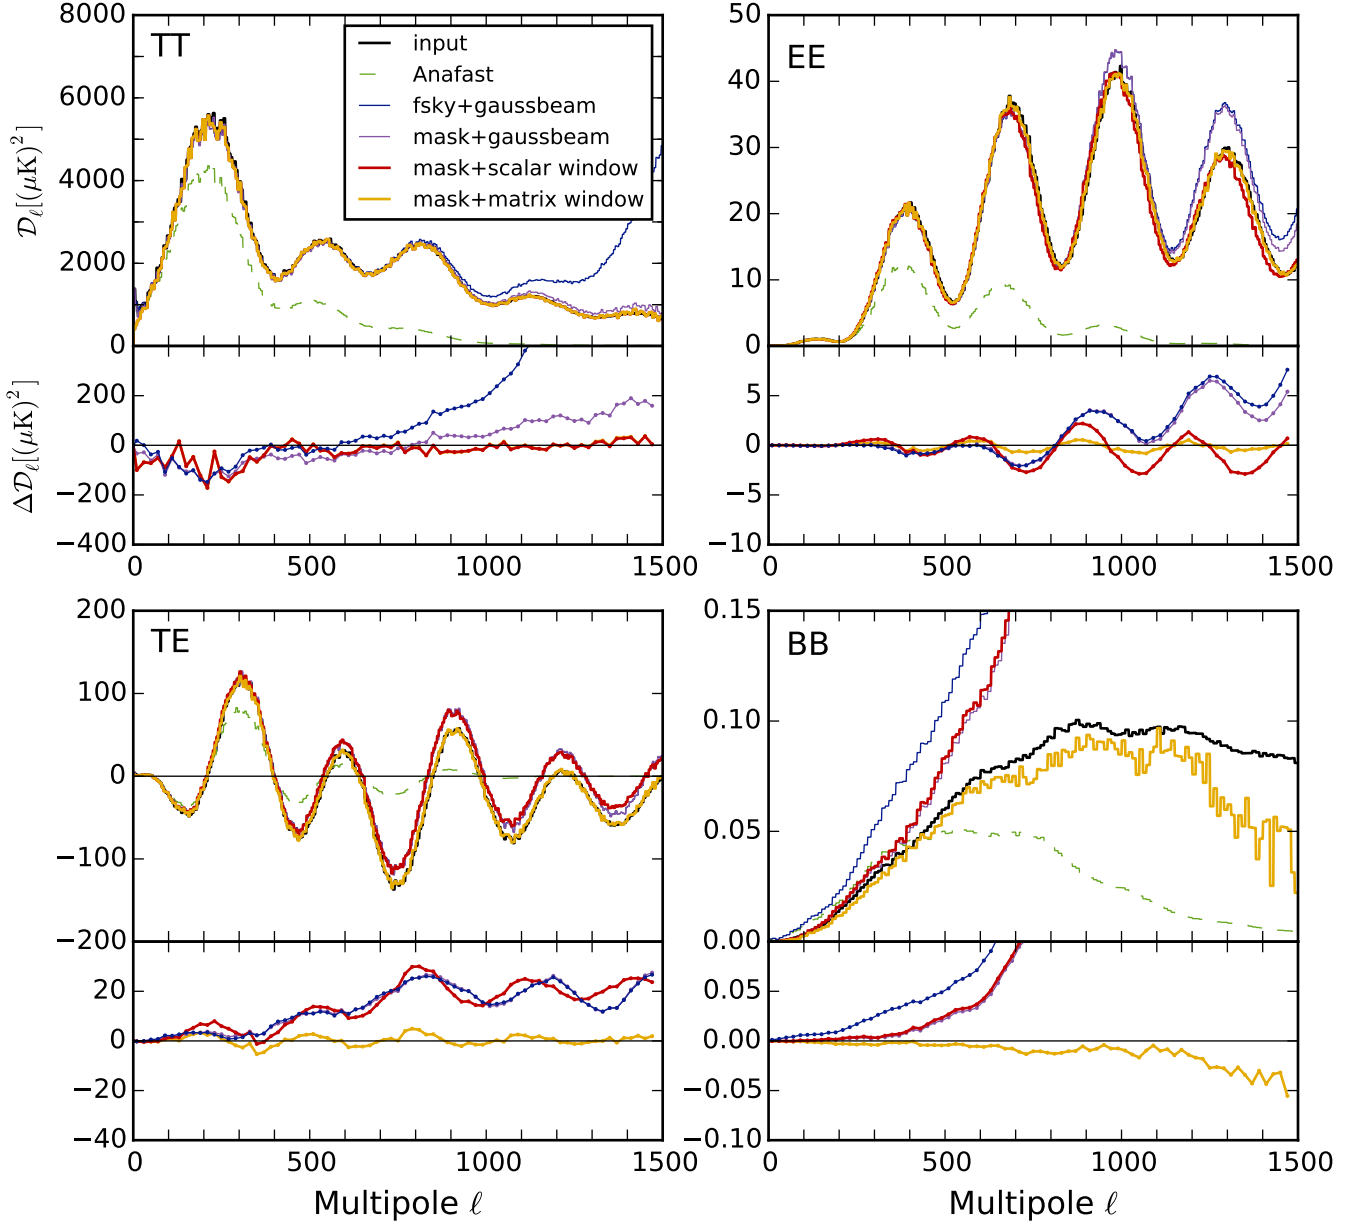 TT
input
Anafast
fsky+gaussbeam
mask+gaussbeam
mask+scalar window
mask+matrix window
8000
6000
4000
2000
0
𝒟ℓ[(μK)²]
200
0
−200
−400
Δ𝒟ℓ[(μK)²]
0 500 1000 1500
EE
50
40
30
20
10
0
5
0
−5
−10
0 500 1000 1500
TE
200
100
0
−100
−200
20
0
−20
−40
0 500 1000 1500
Multipole ℓ
BB
0.15
0.10
0.05
0.00
0.05
0.00
−0.05
−0.10
0 500 1000 1500
Multipole ℓ